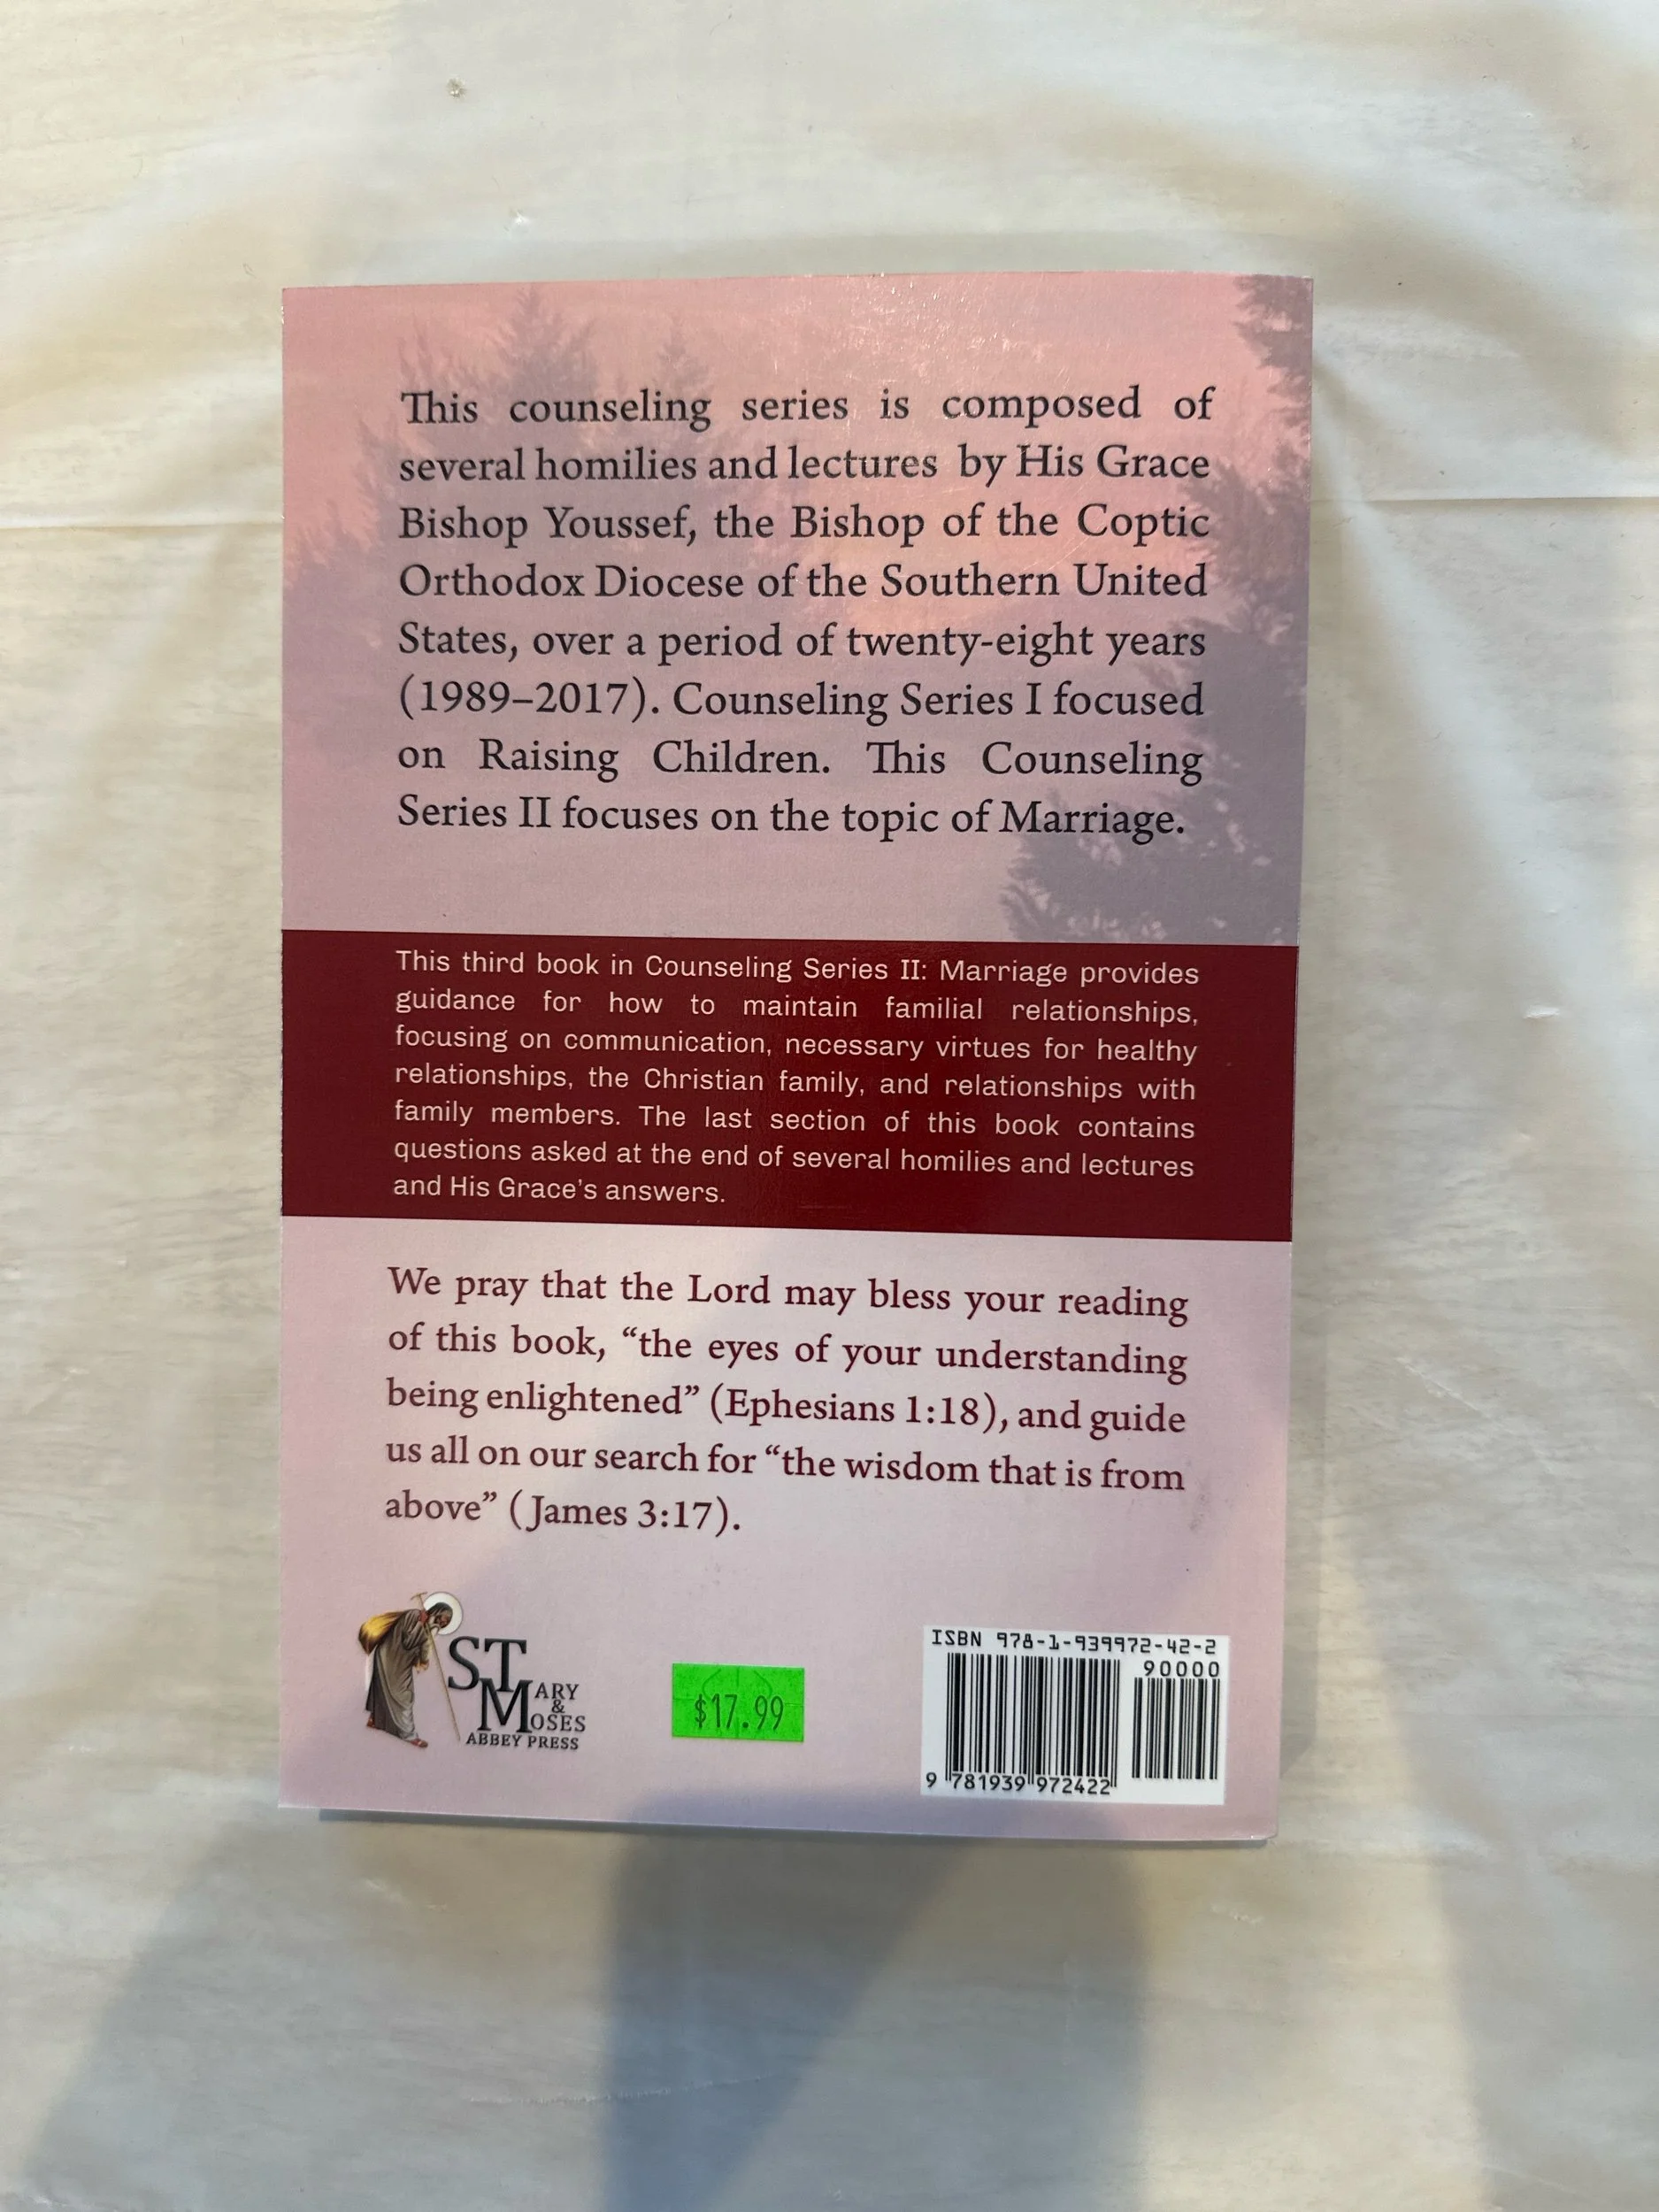 This counseling series is composed of
several homilies and lectures by His Grace
Bishop Youssef, the Bishop of the Coptic
Orthodox Diocese of the Southern United
States, over a period of twenty-eight years
(1989–2017). Counseling Series I focused
on Raising Children. This Counseling
Series II focuses on the topic of Marriage.
This third book in Counseling Series II: Marriage provides
guidance for how to maintain familial relationships,
focusing on communication, necessary virtues for healthy
relationships, the Christian family, and relationships with
family members. The last section of this book contains
questions asked at the end of several homilies and lectures
and His Grace’s answers.
We pray that the Lord may bless your reading
of this book, “the eyes of your understanding
being enlightened” (Ephesians 1:18), and guide
us all on our search for “the wisdom that is from
above” (James 3:17).
ST
MARY
&
MOSES
ABBEY PRESS
$17.99
ISBN 978-1-939972-42-2
90000
9 781939 972422